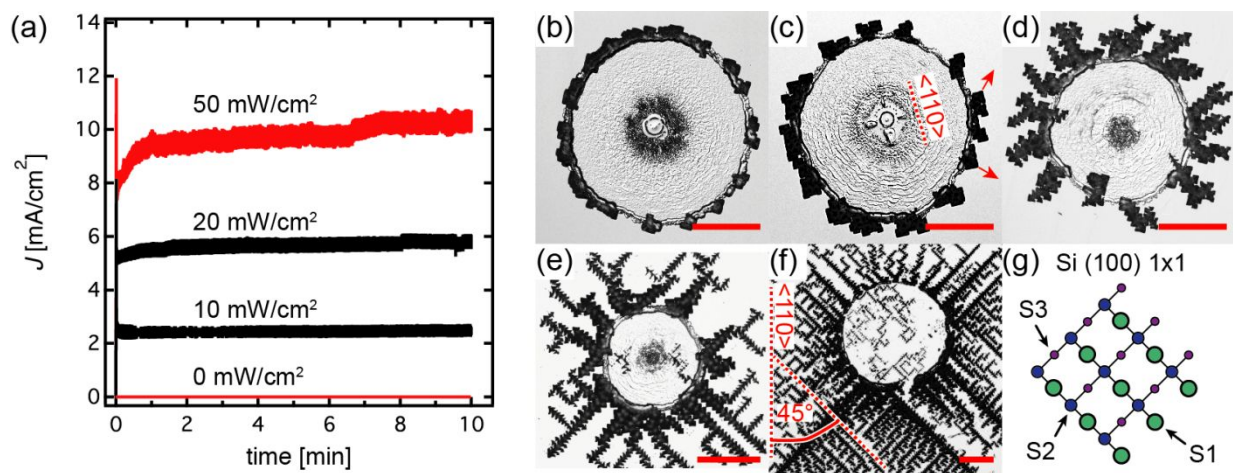 (a)
14
12
10
8
6
4
2
0
J [mA/cm²]
50 mW/cm²
20 mW/cm²
10 mW/cm²
0 mW/cm²
0 2 4 6 8 10
time [min]
(b)
(c)
<110>
(d)
(e)
(f)
<110>
45°
(g)
Si (100) 1x1
S3
S2
S1